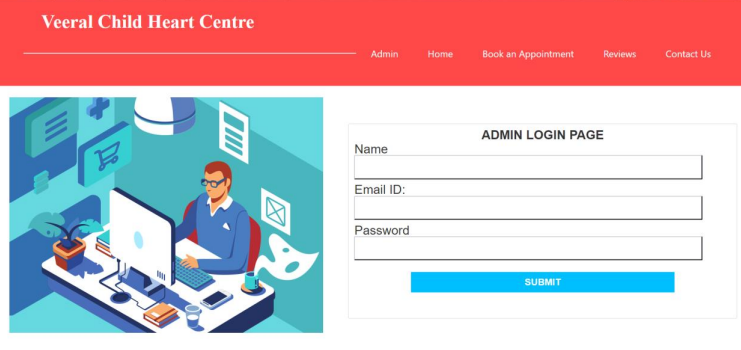 Veeral Child Heart Centre
Admin Home Book an Appointment Reviews Contact Us
ADMIN LOGIN PAGE
Name
Email ID:
Password
SUBMIT